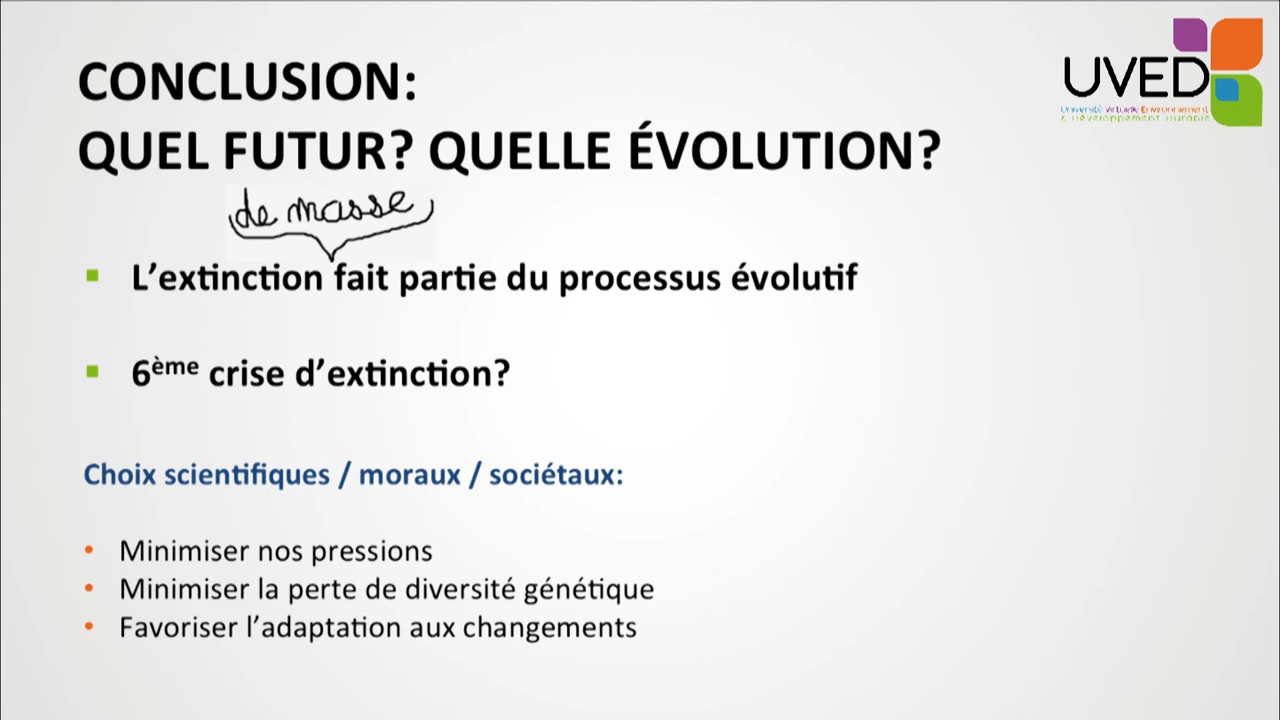 CONCLUSION:
QUEL FUTUR? QUELLE ÉVOLUTION?
de masse
L’extinction fait partie du processus évolutif
6ème crise d’extinction?
Choix scientifiques / moraux / sociétaux:
Minimiser nos pressions
Minimiser la perte de diversité génétique
Favoriser l’adaptation aux changements
UVED
Université Virtuelle Environnement
& Développement Durable